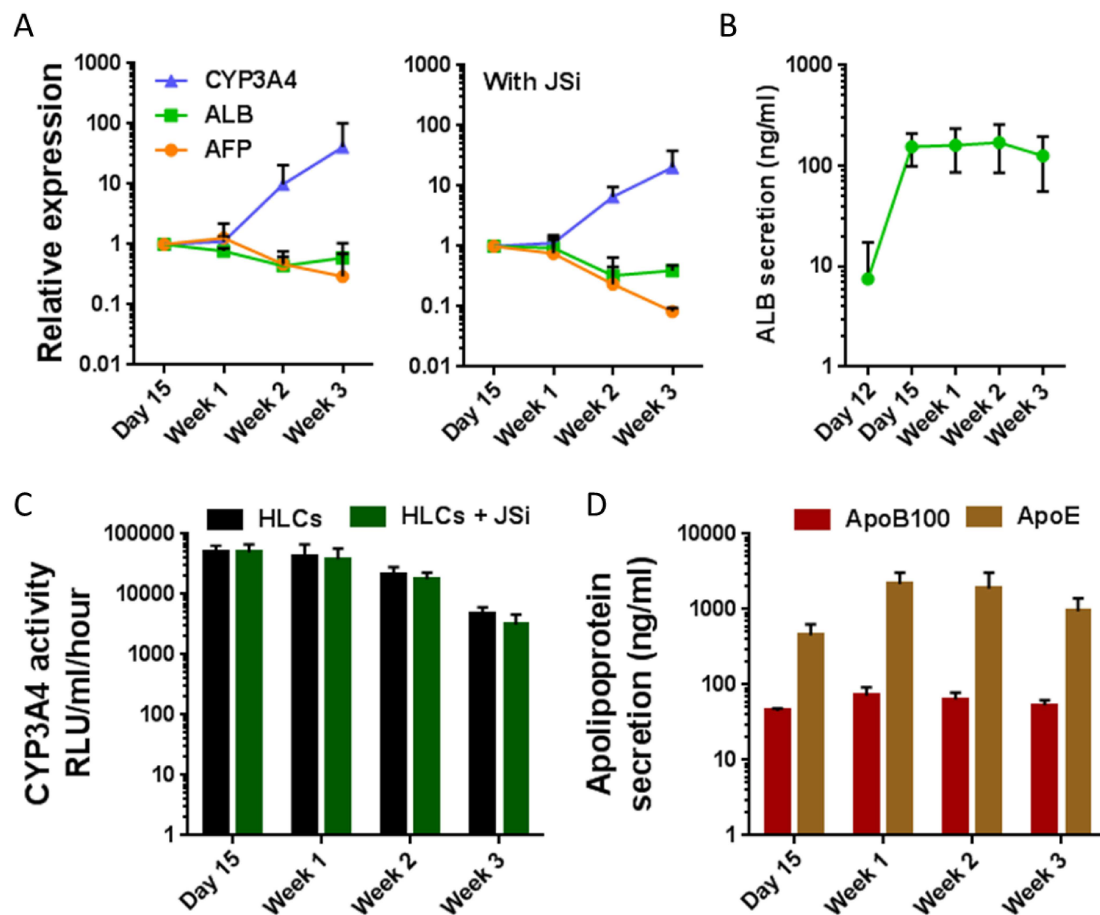 A
Relative expression
1000
100
10
1
0.1
0.01
CYP3A4
ALB
AFP
Day 15
Week 1
Week 2
Week 3
1000
100
10
1
0.1
0.01
With JSi
Day 15
Week 1
Week 2
Week 3
B
ALB secretion (ng/ml)
1000
100
10
1
Day 12
Day 15
Week 1
Week 2
Week 3
C
HLCs
HLCs + JSi
CYP3A4 activity
RLU/ml/hour
100000
10000
1000
100
10
1
Day 15
Week 1
Week 2
Week 3
D
ApoB100
ApoE
Apolipoprotein
secretion (ng/ml)
10000
1000
100
10
1
Day 15
Week 1
Week 2
Week 3